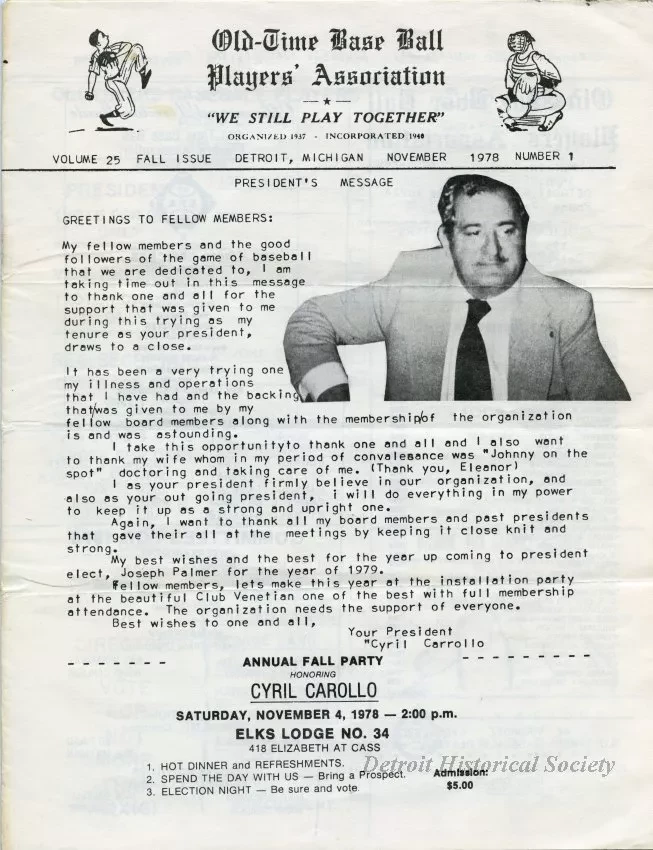 Old-Time Base Ball
Players' Association
"WE STILL PLAY TOGETHER"
ORGANIZED 1937 - INCORPORATED 1940
VOLUME 25 FALL ISSUE DETROIT, MICHIGAN NOVEMBER 1978 NUMBER 1
PRESIDENT'S MESSAGE
GREETINGS TO FELLOW MEMBERS:
My fellow members and the good
followers of the game of baseball
that we are dedicated to, I am
taking time out in this message
to thank one and all for the
support that was given to me
during this trying as my
tenure as your president,
draws to a close.
It has been a very trying one
my illness and operations
that I have had and the backing
that/was given to me by my
fellow board members along with the membership/of the organization
is and was astounding.
I take this opportunityto thank one and all and I also want
to thank my wife whom in my period of convalesance was "Johnny on the
spot" doctoring and taking care of me. (Thank you, Eleanor)
I as your president firmly believe in our organization, and
also as your out going president, i will do everything in my power
to keep it up as a strong and upright one.
Again, I want to thank all my board members and past presidents
that gave their all at the meetings by keeping it close knit and
strong.
My best wishes and the best for the year up coming to president
elect, Joseph Palmer for the year of 1979.
Fellow members, lets make this year at the installation party
at the beautiful Club Venetian one of the best with full membership
attendance. The organization needs the support of everyone.
Best wishes to one and all,
Your President
"Cyril Carrollo
ANNUAL FALL PARTY
HONORING
CYRIL CAROLLO
SATURDAY, NOVEMBER 4, 1978 — 2:00 p.m.
ELKS LODGE NO. 34
418 ELIZABETH AT CASS
1. HOT DINNER and REFRESHMENTS.
2. SPEND THE DAY WITH US — Bring a Prospect.
3. ELECTION NIGHT — Be sure and vote.
Admission:
$5.00
Detroit Historical Society